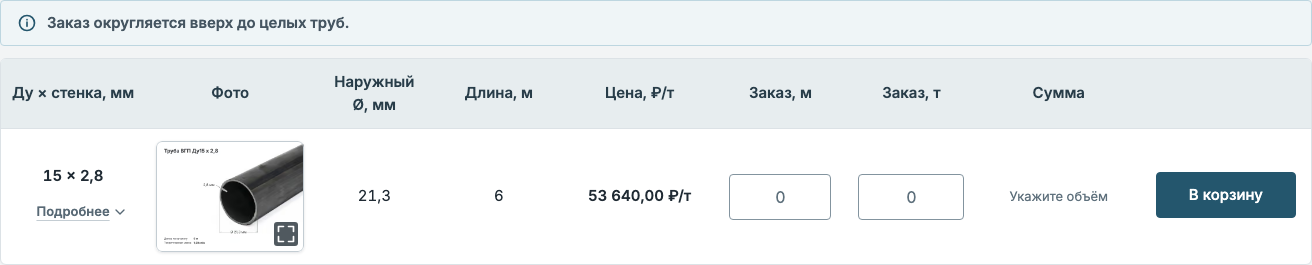 Заказ округляется вверх до целых труб.
Ду × стенка, мм
Фото
Наружный
Ø, мм
Длина, м
Цена, ₽/т
Заказ, м
Заказ, т
Сумма
15 × 2,8
Подробнее
Труба ВГП Ду15 х 2,8
21,3
6
53 640,00 ₽/т
0
0
Укажите объём
В корзину